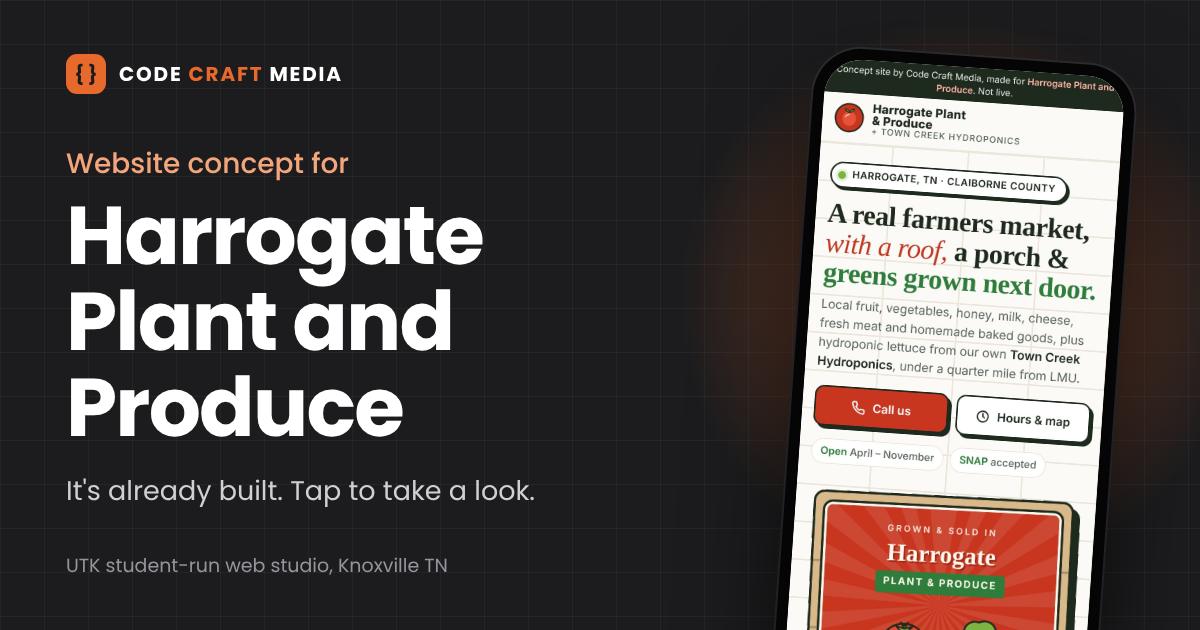 { } CODE CRAFT MEDIA
Website concept for
Harrogate
Plant and
Produce
It's already built. Tap to take a look.
UTK student-run web studio, Knoxville TN
Concept site by Code Craft Media, made for Harrogate Plant and
Produce. Not live.
Harrogate Plant
& Produce
+ TOWN CREEK HYDROPONICS
HARROGATE, TN · CLAIBORNE COUNTY
A real farmers market,
with a roof, a porch &
greens grown next door.
Local fruit, vegetables, honey, milk, cheese,
fresh meat and homemade baked goods, plus
hydroponic lettuce from our own Town Creek
Hydroponics, under a quarter mile from LMU.
Call us
Hours & map
Open April – November
SNAP accepted
GROWN & SOLD IN
Harrogate
PLANT & PRODUCE